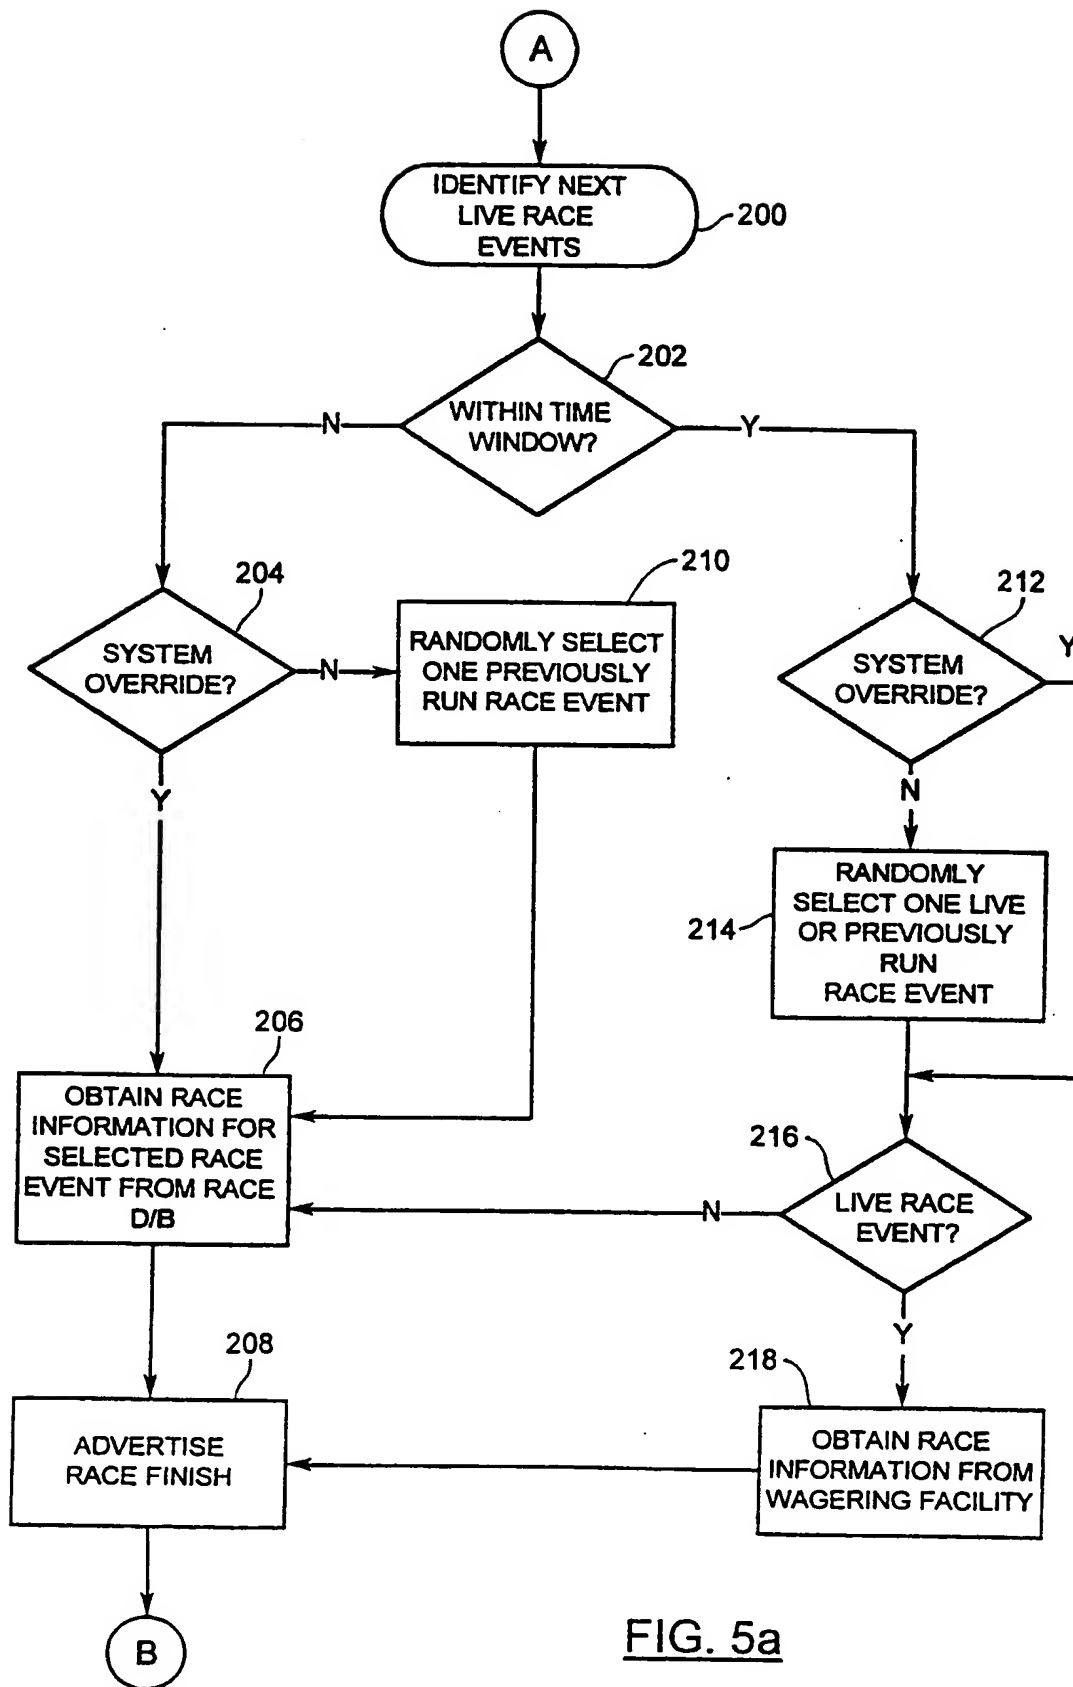 A
IDENTIFY NEXT
LIVE RACE
EVENTS
200
202
WITHIN TIME
WINDOW?
N
Y
204
SYSTEM
OVERRIDE?
N
Y
210
RANDOMLY SELECT
ONE PREVIOUSLY
RUN RACE EVENT
212
SYSTEM
OVERRIDE?
Y
N
214
RANDOMLY
SELECT ONE LIVE
OR PREVIOUSLY
RUN
RACE EVENT
206
OBTAIN RACE
INFORMATION FOR
SELECTED RACE
EVENT FROM RACE
D/B
216
LIVE RACE
EVENT?
N
Y
208
ADVERTISE
RACE FINISH
218
OBTAIN RACE
INFORMATION FROM
WAGERING FACILITY
B
FIG. 5a